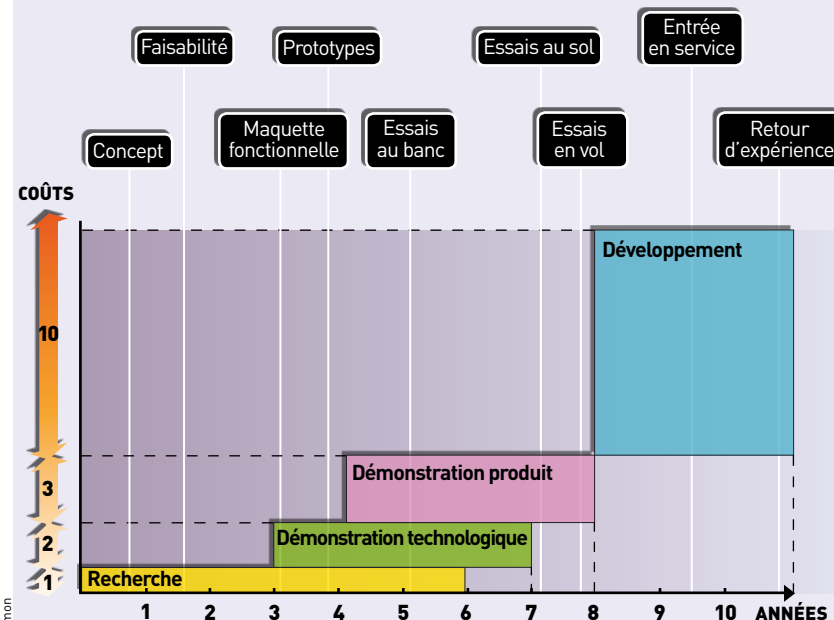 Faisabilité
Prototypes
Essais au sol
Entrée
en service
Concept
Maquette
fonctionnelle
Essais
au banc
Essais
en vol
Retour
d’expérience
COÛTS
Développement
10
Démonstration produit
3
Démonstration technologique
2
Recherche
1
1 2 3 4 5 6 7 8 9 10 ANNÉES